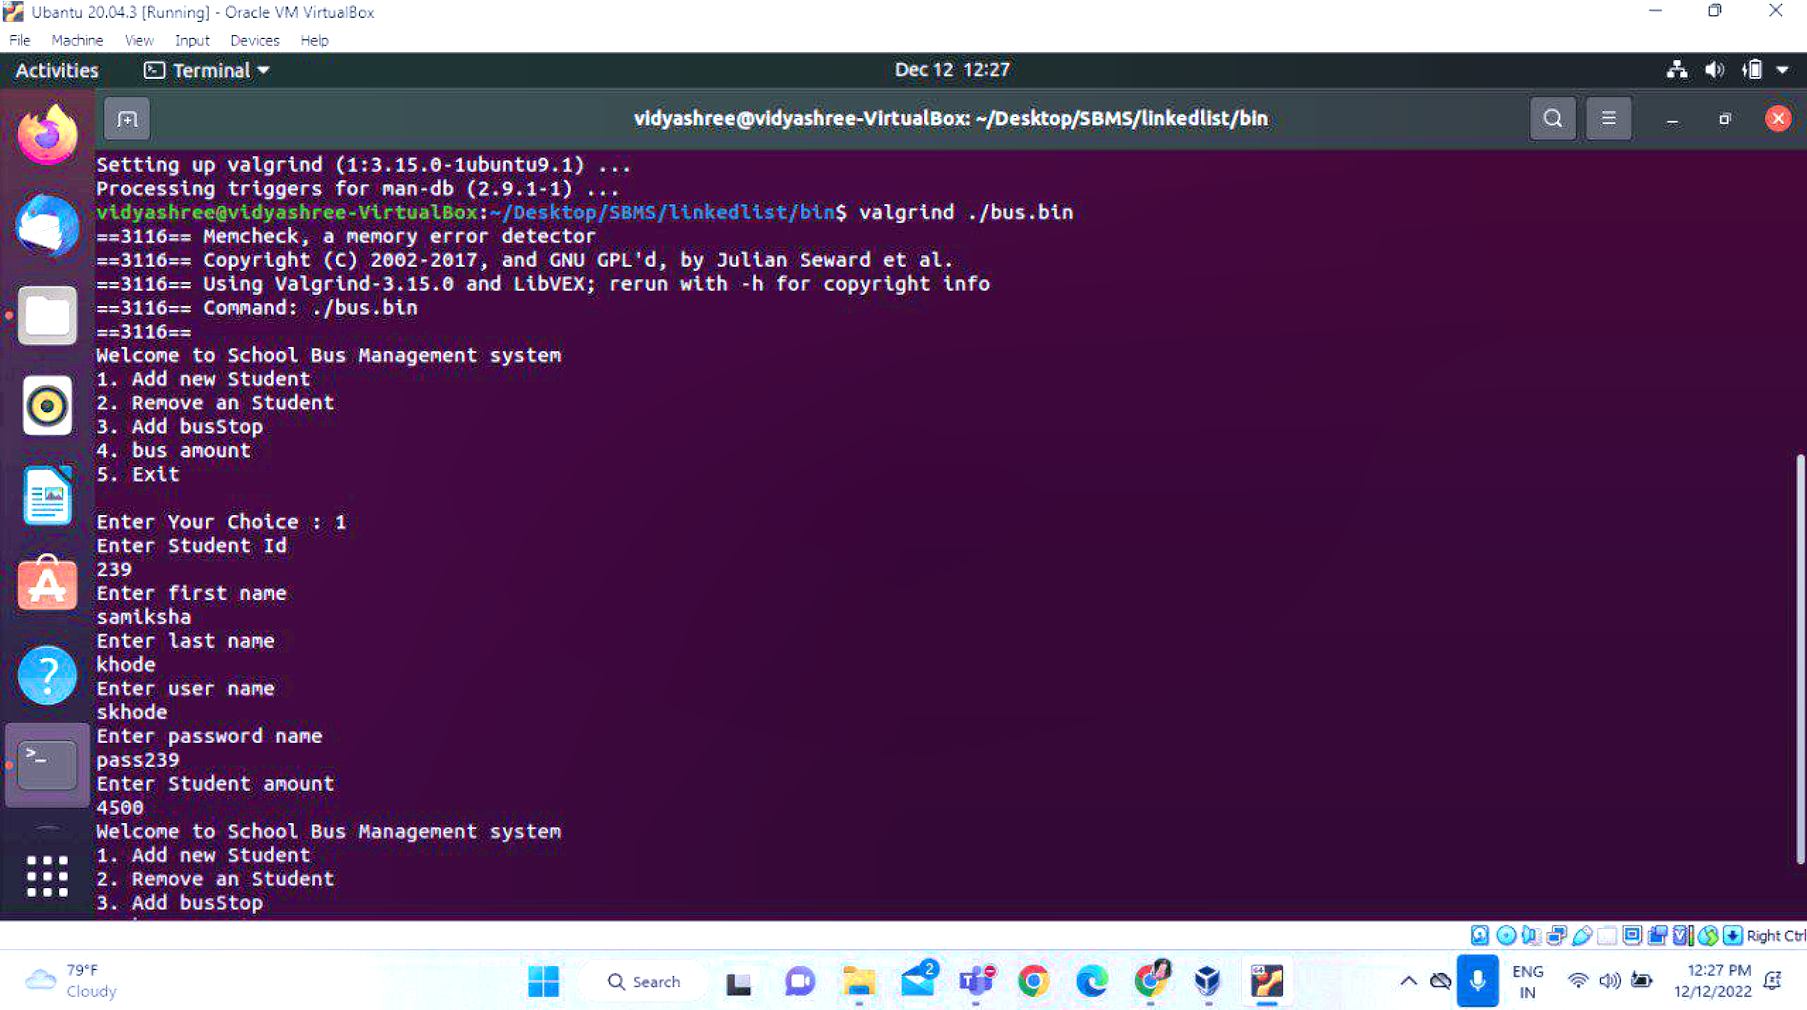 Ubantu 20.04.3 [Running] - Oracle VM VirtualBox
File Machine View Input Devices Help
Activities Terminal Dec 12 12:27
vidyashree@vidyashree-VirtualBox: ~/Desktop/SBMS/linkedlist/bin
Setting up valgrind (1:3.15.0-1ubuntu9.1) ...
Processing triggers for man-db (2.9.1-1) ...
vidyashree@vidyashree-VirtualBox:~/Desktop/SBMS/linkedlist/bin$ valgrind ./bus.bin
==3116== Memcheck, a memory error detector
==3116== Copyright (C) 2002-2017, and GNU GPL'd, by Julian Seward et al.
==3116== Using Valgrind-3.15.0 and LibVEX; rerun with -h for copyright info
==3116== Command: ./bus.bin
==3116==
Welcome to School Bus Management system
1. Add new Student
2. Remove an Student
3. Add busStop
4. bus amount
5. Exit
Enter Your Choice : 1
Enter Student Id
239
Enter first name
samiksha
Enter last name
khode
Enter user name
skhode
Enter password name
pass239
Enter Student amount
4500
Welcome to School Bus Management system
1. Add new Student
2. Remove an Student
3. Add busStop
Right Ctrl
79°F
Cloudy
Search
2
ENG
IN
12:27 PM
12/12/2022